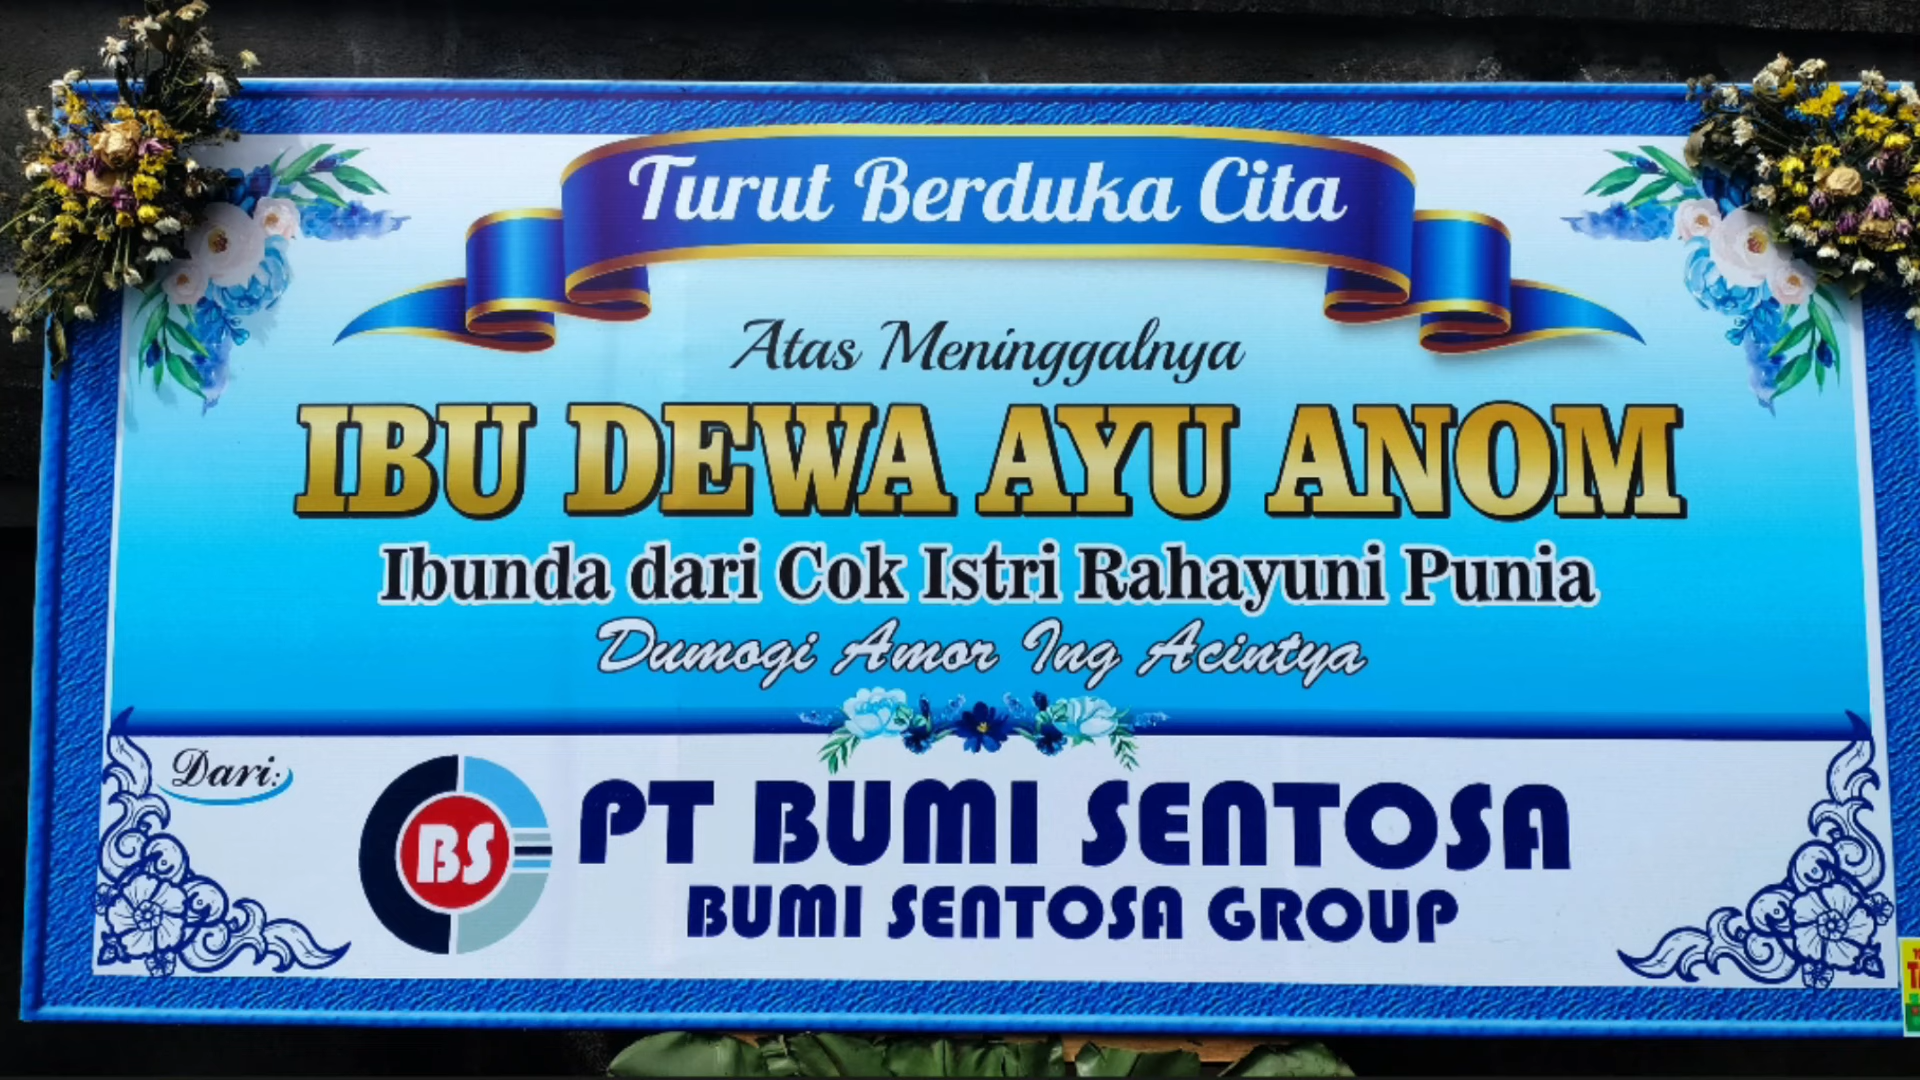 Turut Berduka Cita
Atas Meninggalnya
IBU DEWA AYU ANOM
Ibunda dari Cok Istri Rahayuni Punia
Dumogi Amor Ing Acintya
Dari:
BS
PT BUMI SENTOSA
BUMI SENTOSA GROUP